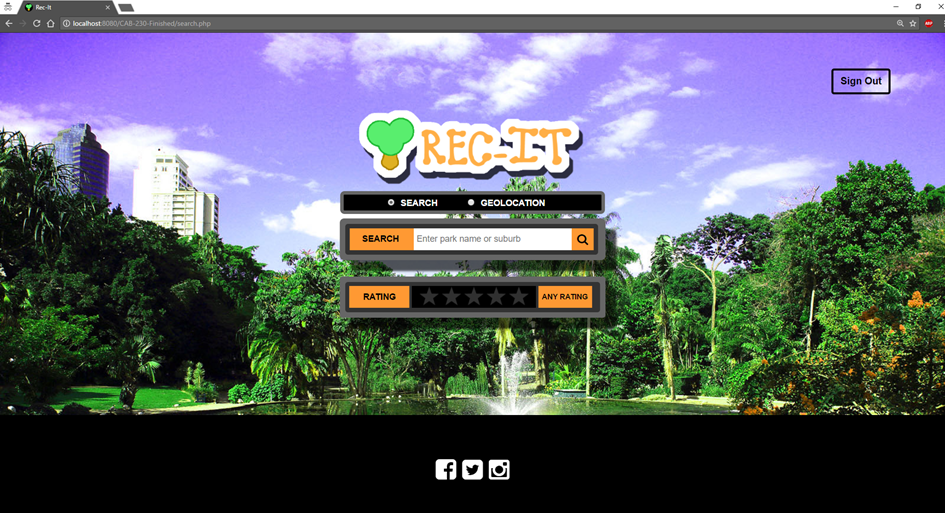 Rec-It
localhost:8080/CAB-230-Finished/search.php
ABP
Sign Out
REC-IT
SEARCH GEOLOCATION
SEARCH Enter park name or suburb
RATING ANY RATING